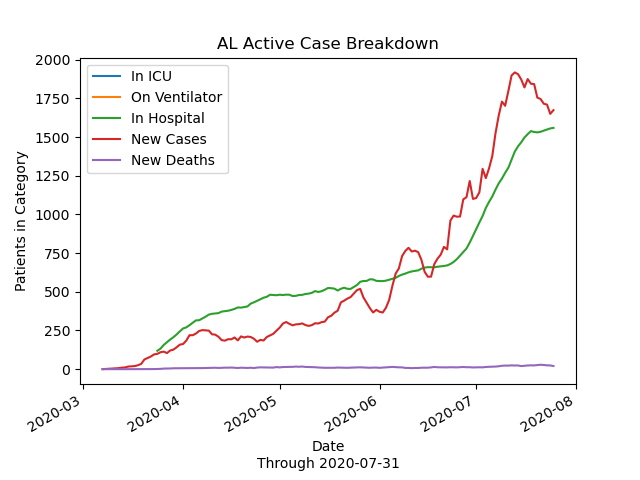 AL Active Case Breakdown
2000
1750
1500
1250
1000
750
500
250
0
Patients in Category
In ICU
On Ventilator
In Hospital
New Cases
New Deaths
2020-03
2020-04
2020-05
2020-06
2020-07
2020-08
Date
Through 2020-07-31